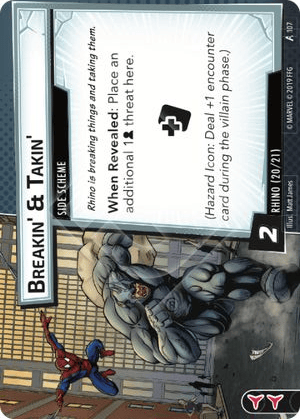 BREAKIN' & TAKIN'
SIDE SCHEME
Rhino is breaking things and taking them.
When Revealed: Place an
additional 1 threat here.
(Hazard Icon: Deal +1 encounter
card during the villain phase.)
2
RHINO (20/21)
Illus. Matt James
© MARVEL © 2019 FFG
107